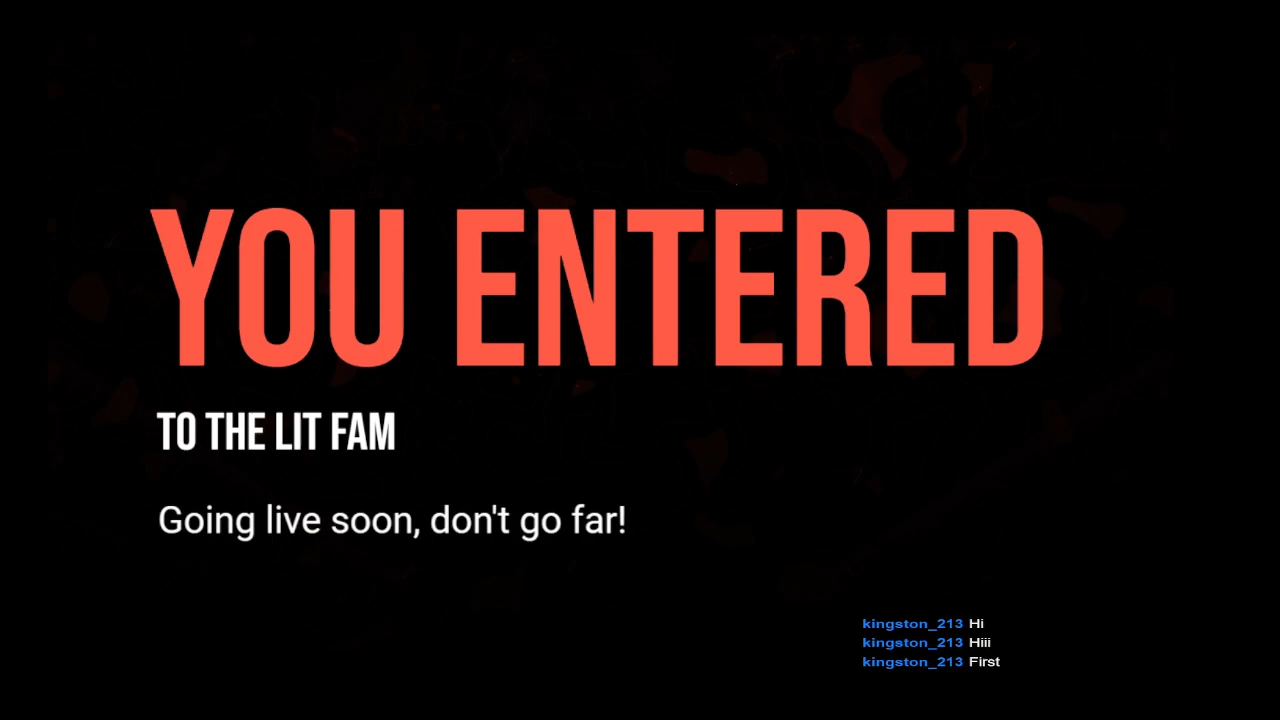 YOU ENTERED
TO THE LIT FAM
Going live soon, don't go far!
kingston_213 Hi
kingston_213 Hiii
kingston_213 First